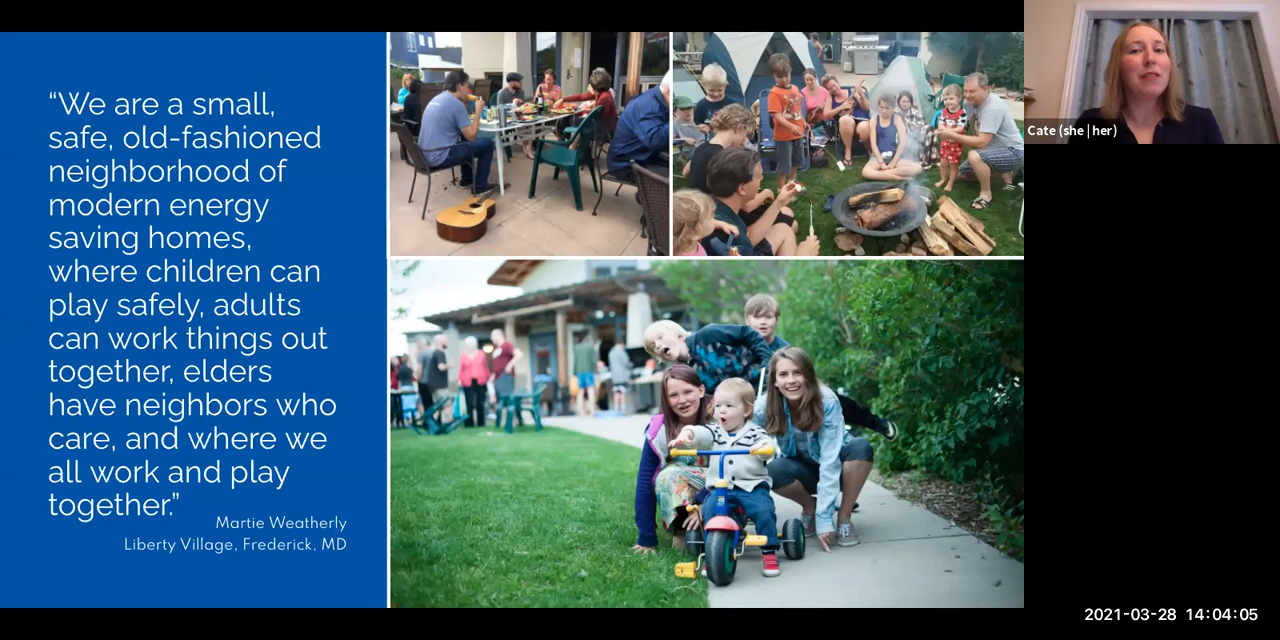 “We are a small,
safe, old-fashioned
neighborhood of
modern energy
saving homes,
where children can
play safely, adults
can work things out
together, elders
have neighbors who
care, and where we
all work and play
together.”
Martie Weatherly
Liberty Village, Frederick, MD
Cate (she | her)
2021-03-28 14:04:05